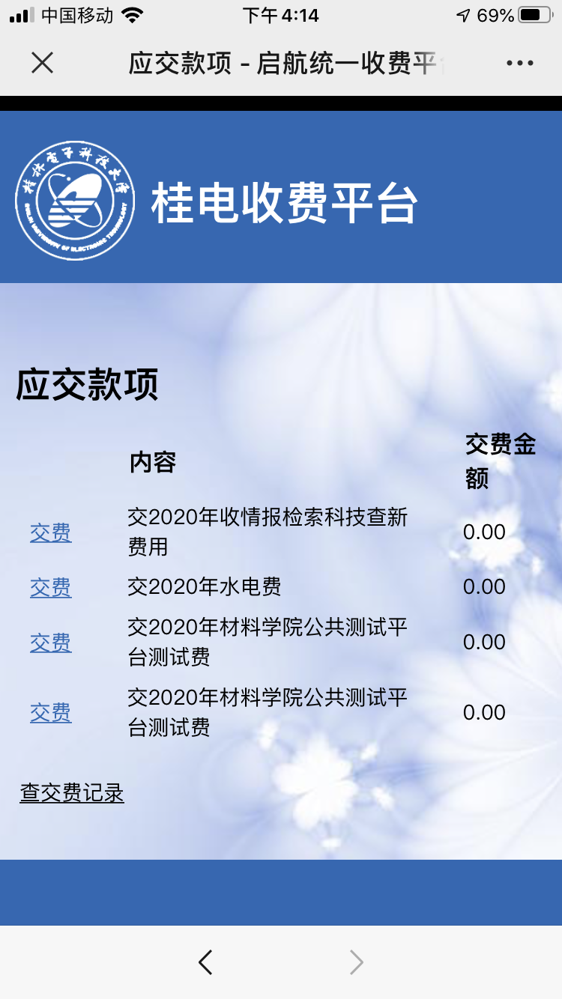 中国移动 下午4:14 69%
应交款项 - 启航统一收费平
桂林电子科技大学
GUILIN UNIVERSITY OF ELECTRONIC TECHNOLOGY
桂电收费平台
应交款项
内容 交费金
额
交费 交2020年收情报检索科技查新
费用 0.00
交费 交2020年水电费 0.00
交费 交2020年材料学院公共测试平
台测试费 0.00
交费 交2020年材料学院公共测试平
台测试费 0.00
查交费记录